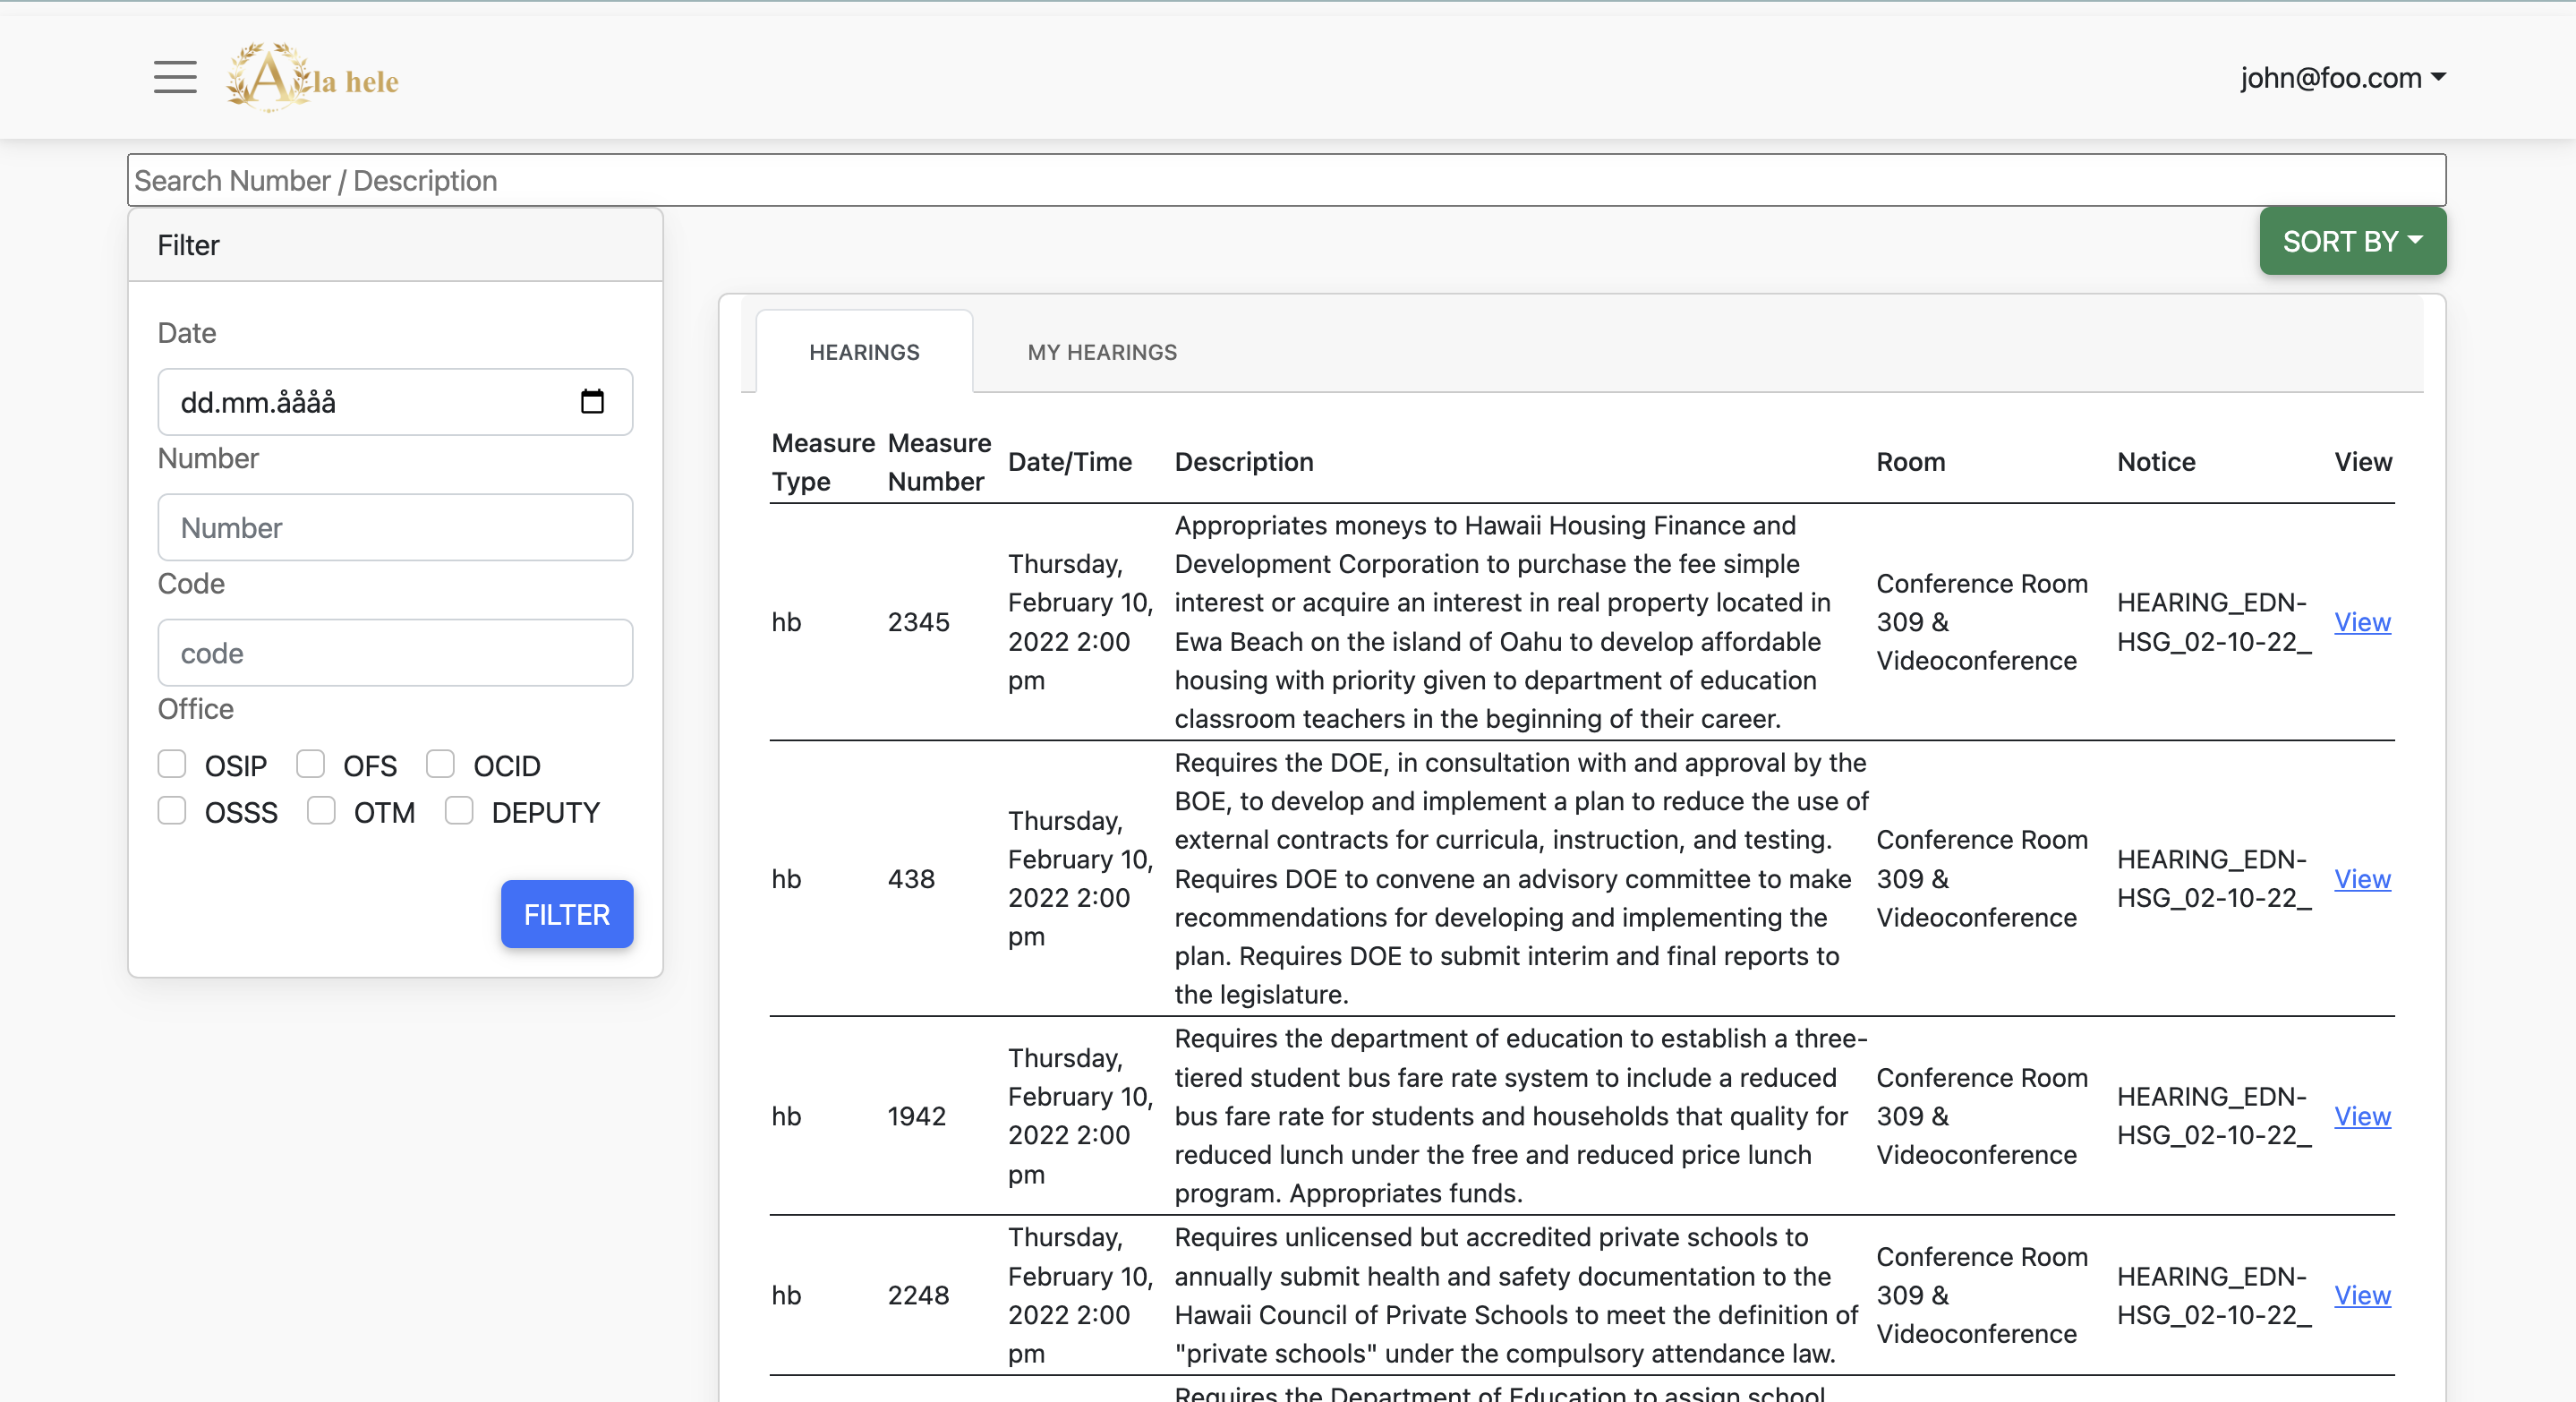 A la hele
john@foo.com
Search Number / Description
Filter
SORT BY
Date
dd.mm.åååå
Number
Number
Code
code
Office
OSIP OFS OCID
OSSS OTM DEPUTY
FILTER
HEARINGS MY HEARINGS
Measure Type Measure Number Date/Time Description Room Notice View
hb
2345
Thursday,
February 10,
2022 2:00
pm
Appropriates moneys to Hawaii Housing Finance and
Development Corporation to purchase the fee simple
interest or acquire an interest in real property located in
Ewa Beach on the island of Oahu to develop affordable
housing with priority given to department of education
classroom teachers in the beginning of their career.
Conference Room
309 &
Videoconference
HEARING_EDN-
HSG_02-10-22_
View
hb
438
Thursday,
February 10,
2022 2:00
pm
Requires the DOE, in consultation with and approval by the
BOE, to develop and implement a plan to reduce the use of
external contracts for curricula, instruction, and testing.
Requires DOE to convene an advisory committee to make
recommendations for developing and implementing the
plan. Requires DOE to submit interim and final reports to
the legislature.
Conference Room
309 &
Videoconference
HEARING_EDN-
HSG_02-10-22_
View
hb
1942
Thursday,
February 10,
2022 2:00
pm
Requires the department of education to establish a three-
tiered student bus fare rate system to include a reduced
bus fare rate for students and households that quality for
reduced lunch under the free and reduced price lunch
program. Appropriates funds.
Conference Room
309 &
Videoconference
HEARING_EDN-
HSG_02-10-22_
View
hb
2248
Thursday,
February 10,
2022 2:00
pm
Requires unlicensed but accredited private schools to
annually submit health and safety documentation to the
Hawaii Council of Private Schools to meet the definition of
"private schools" under the compulsory attendance law.
Conference Room
309 &
Videoconference
HEARING_EDN-
HSG_02-10-22_
View
Requires the Department of Education to assign school